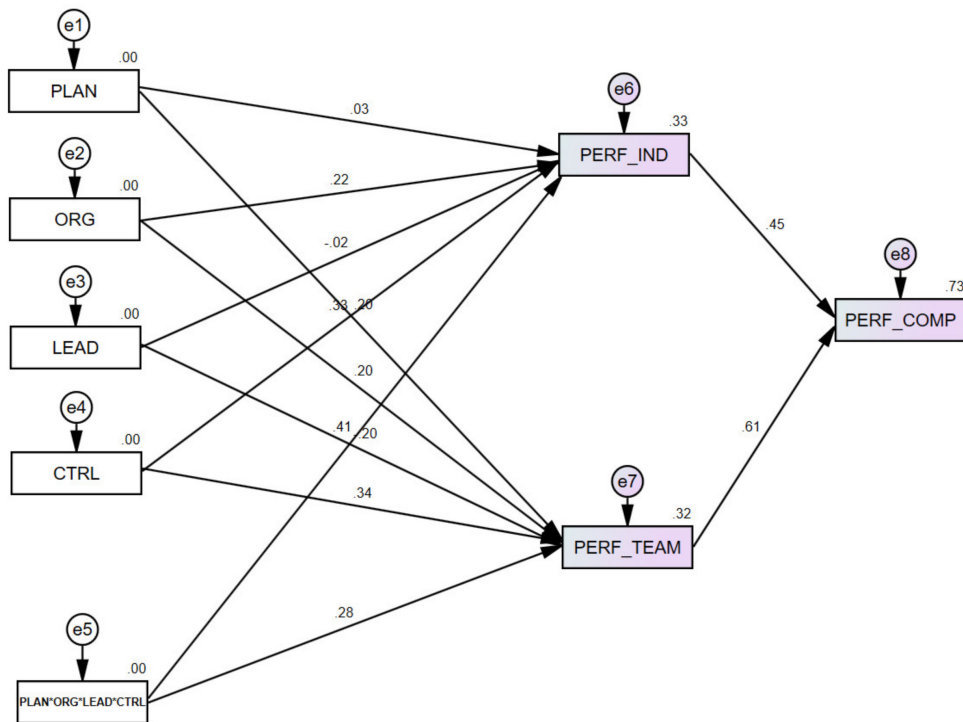 e1
.00
PLAN
e2
.00
ORG
e3
.00
LEAD
e4
.00
CTRL
e5
.00
PLAN*ORG*LEAD*CTRL
.03
.22
-.02
.33
.20
.20
.41
-.20
.34
.28
e6
.33
PERF_IND
e7
.32
PERF_TEAM
.45
.61
e8
.73
PERF_COMP